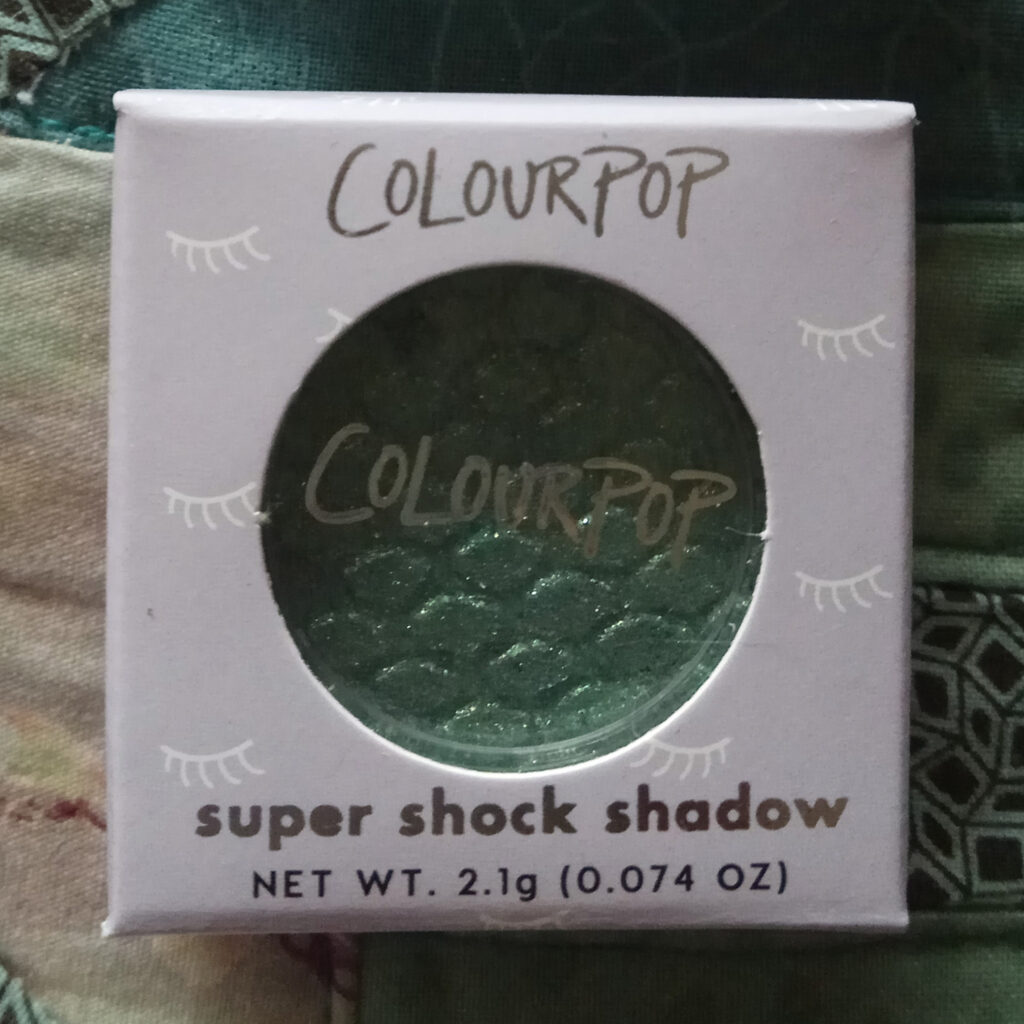 COLOURPOP
COLOURPOP
super shock shadow
NET WT. 2.1g (0.074 OZ)